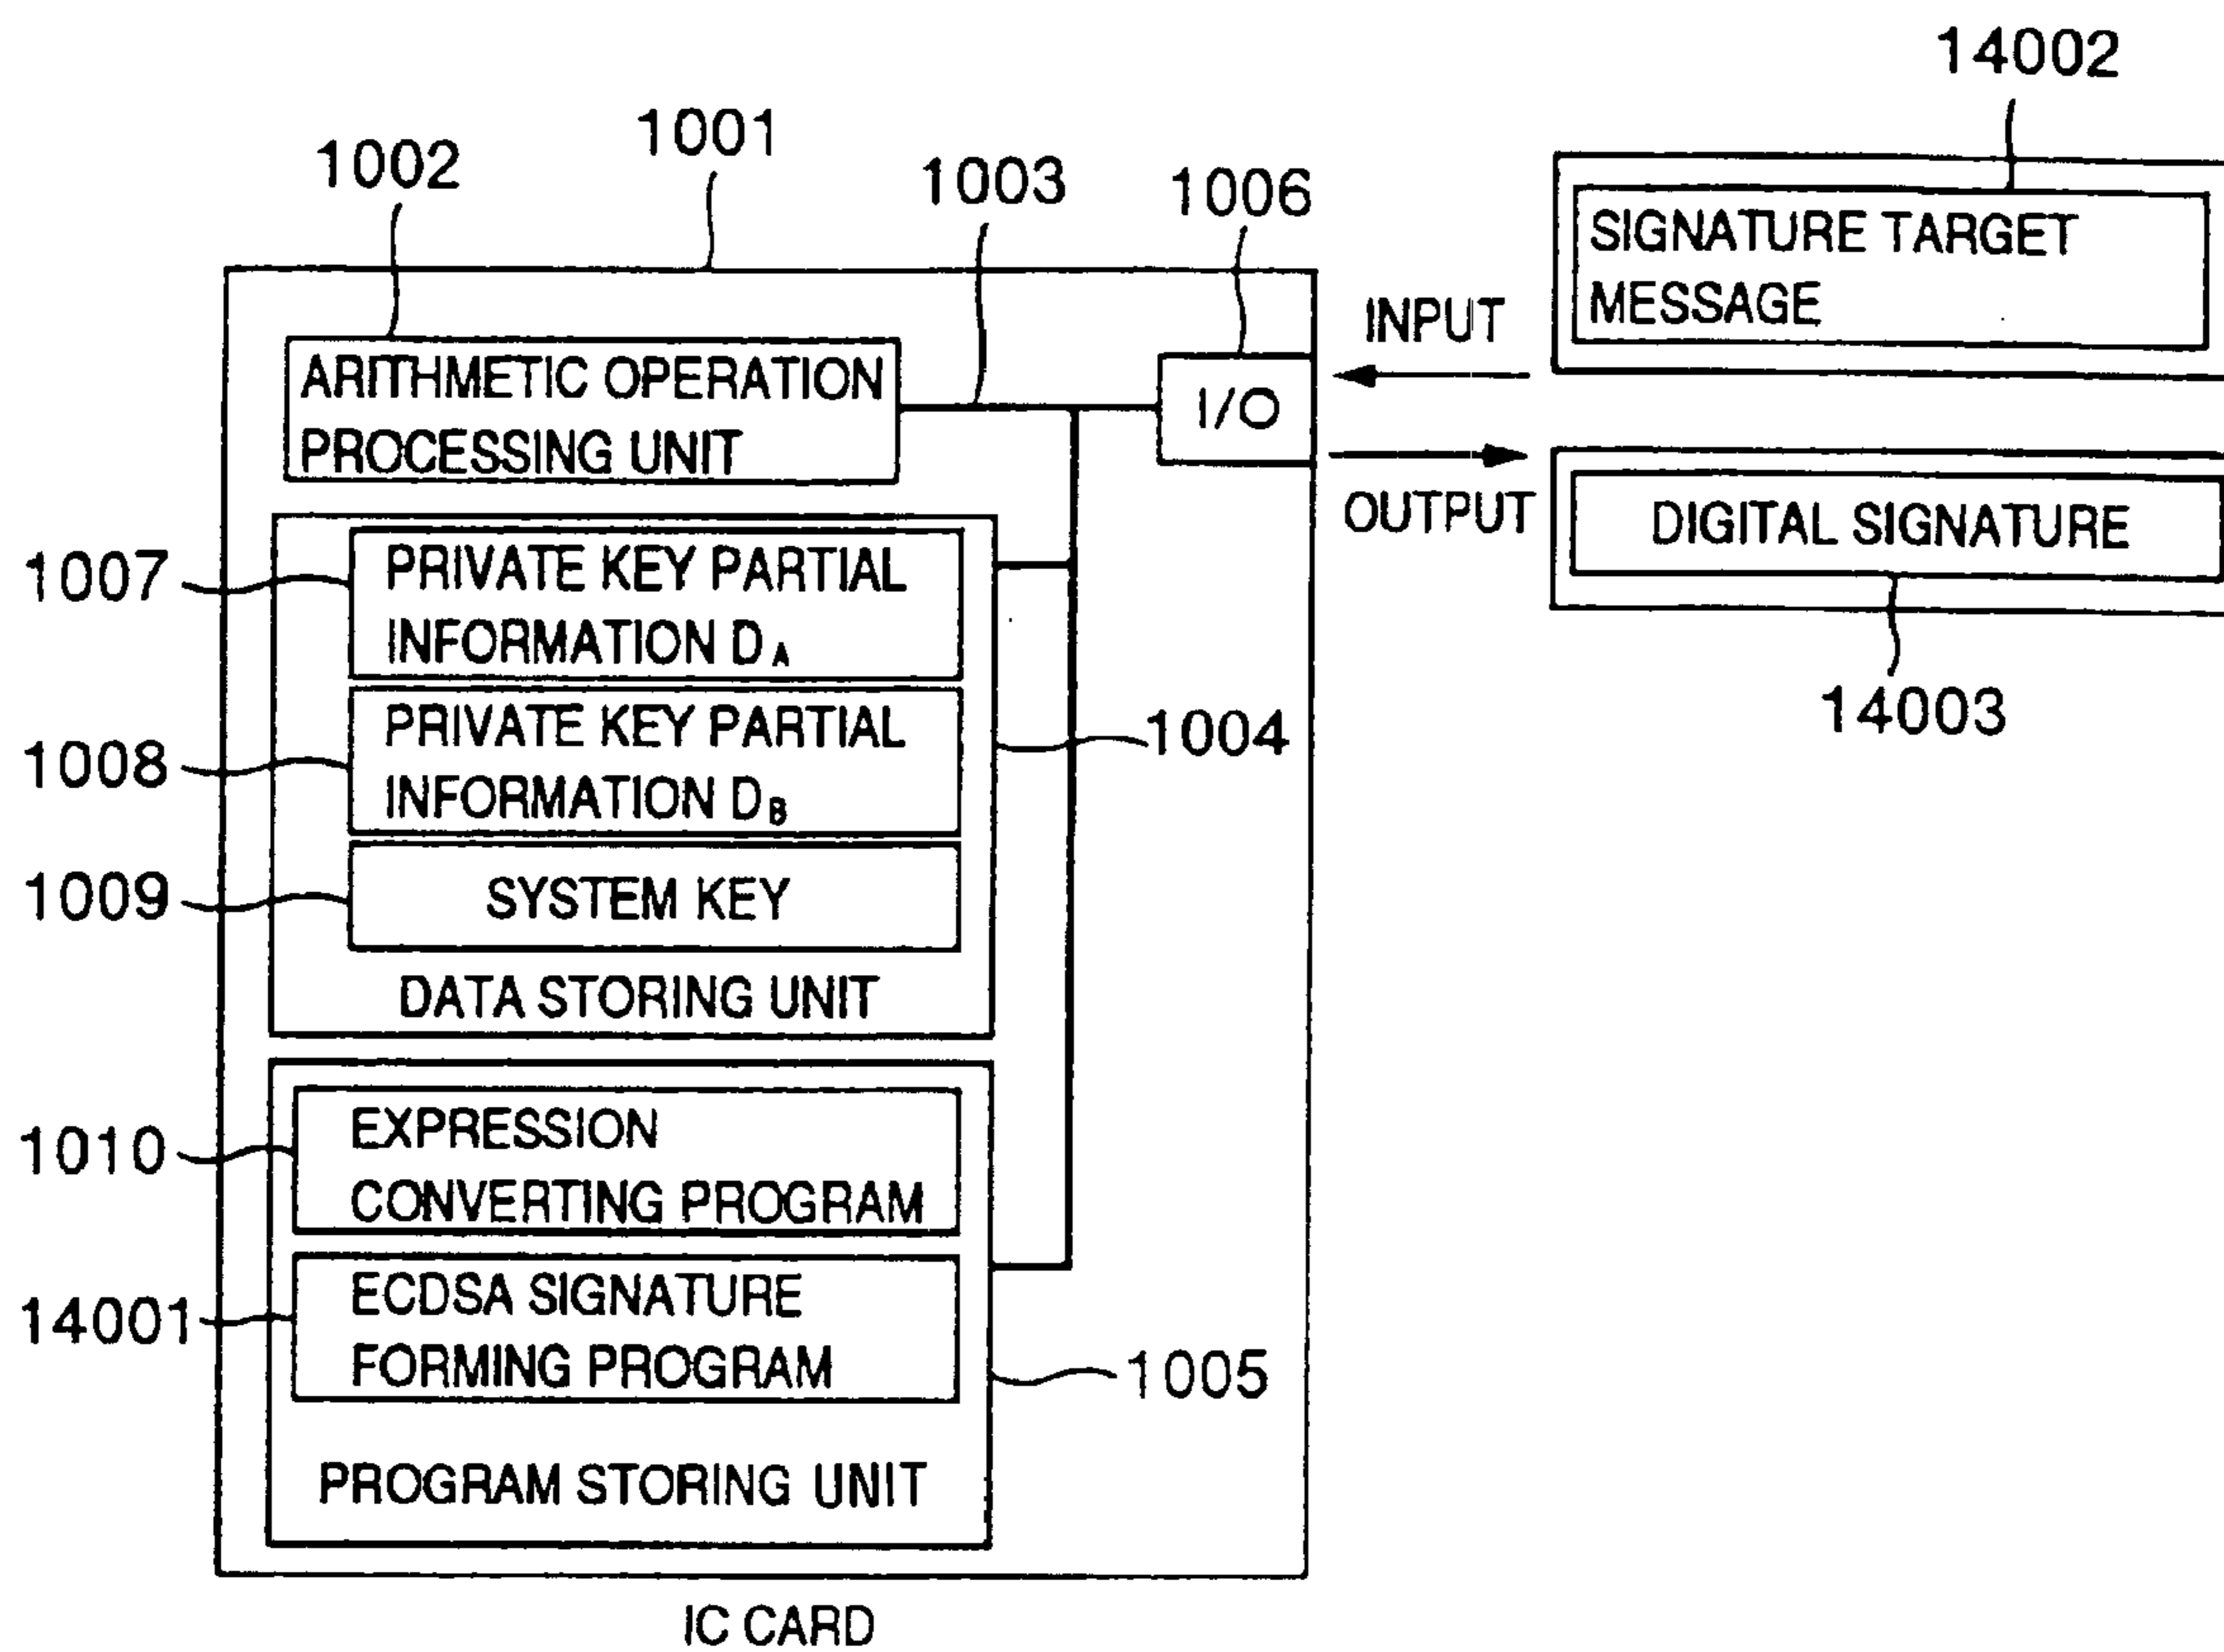 14002
1001
1002
1003
1006
SIGNATURE TARGET
MESSAGE
INPUT
ARITHMETIC OPERATION
PROCESSING UNIT
I/O
OUTPUT
DIGITAL SIGNATURE
14003
1007
PRIVATE KEY PARTIAL
INFORMATION DA
1008
PRIVATE KEY PARTIAL
INFORMATION DB
1004
1009
SYSTEM KEY
DATA STORING UNIT
1010
EXPRESSION
CONVERTING PROGRAM
14001
ECDSA SIGNATURE
FORMING PROGRAM
1005
PROGRAM STORING UNIT
IC CARD